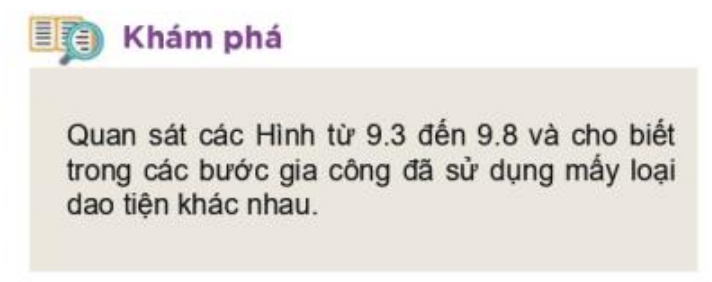 Khám phá
Quan sát các Hình từ 9.3 đến 9.8 và cho biết
trong các bước gia công đã sử dụng mấy loại
dao tiện khác nhau.